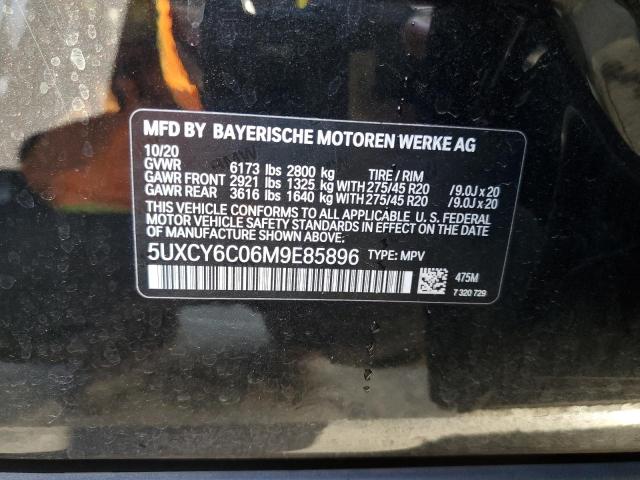 MFD BY BAYERISCHE MOTOREN WERKE AG
10/20
GVWR 6173 lbs 2800 kg TIRE / RIM
GAWR FRONT 2921 lbs 1325 kg WITH 275/45 R20 / 9.0J x 20
GAWR REAR 3616 lbs 1640 kg WITH 275/45 R20 / 9.0J x 20
THIS VEHICLE CONFORMS TO ALL APPLICABLE U. S. FEDERAL
MOTOR VEHICLE SAFETY STANDARDS IN EFFECT ON THE DATE
OF MANUFACTURE SHOWN ABOVE.
5UXCY6C06M9E85896 TYPE: MPV
475M
7 320 729